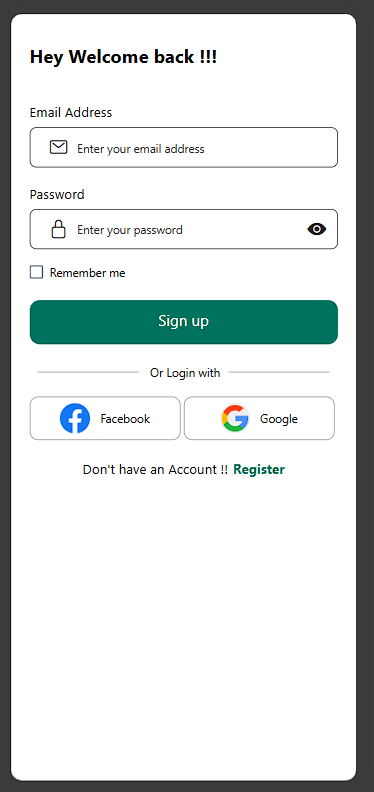 Hey Welcome back !!!
Email Address
Enter your email address
Password
Enter your password
Remember me
Sign up
Or Login with
Facebook
Google
Don't have an Account !! Register